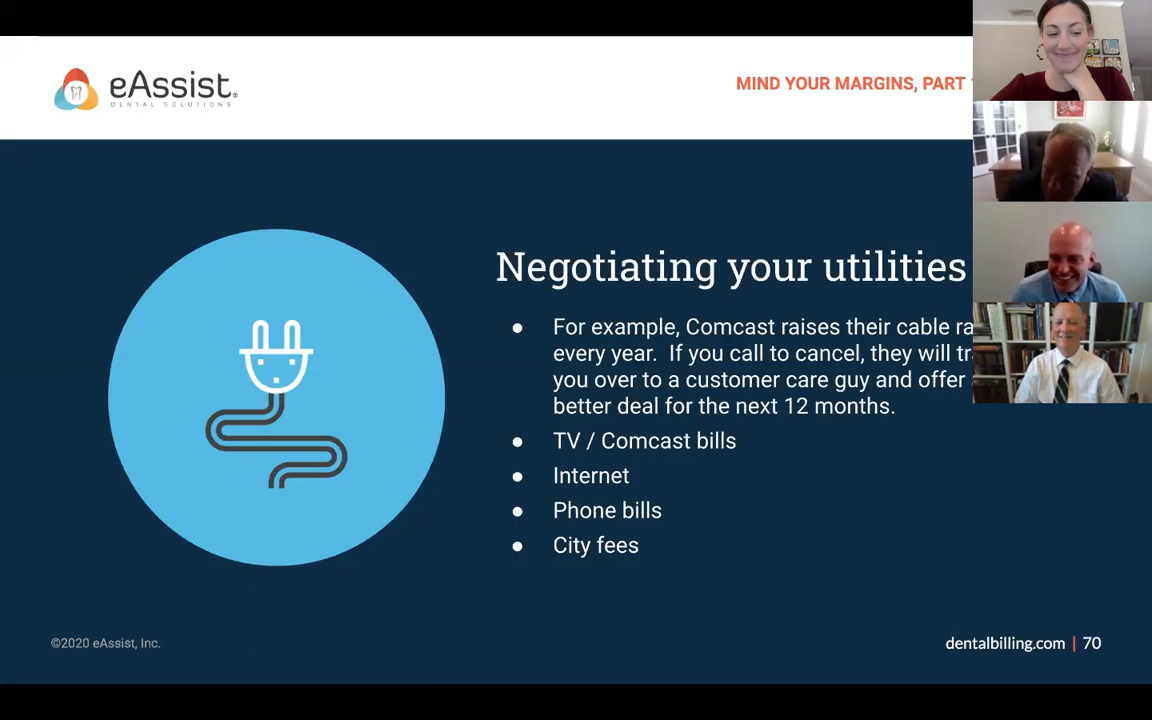 eAssist
DENTAL SOLUTIONS
MIND YOUR MARGINS, PART
Negotiating your utilities
● For example, Comcast raises their cable ra
every year. If you call to cancel, they will tr
you over to a customer care guy and offer
better deal for the next 12 months.
● TV / Comcast bills
● Internet
● Phone bills
● City fees
©2020 eAssist, Inc.
dentalbilling.com | 70